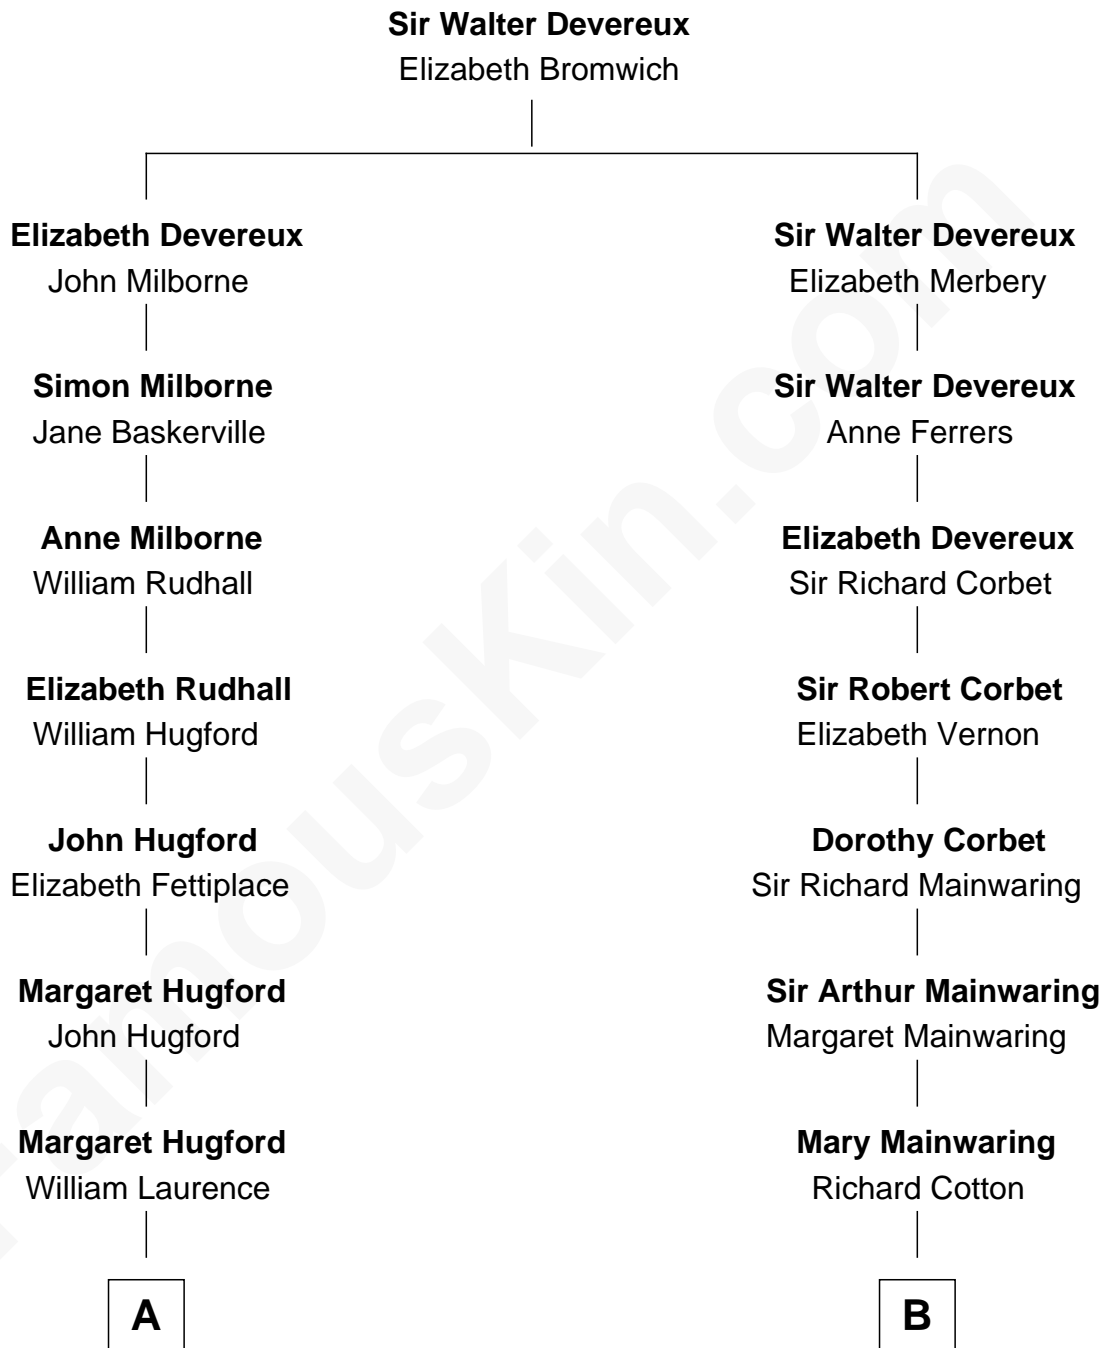 Sir Walter Devereux
Elizabeth Bromwich
Elizabeth Devereux
John Milborne
Simon Milborne
Jane Baskerville
Anne Milborne
William Rudhall
Elizabeth Rudhall
William Hugford
John Hugford
Elizabeth Fettiplace
Margaret Hugford
John Hugford
Margaret Hugford
William Laurence
A
Sir Walter Devereux
Elizabeth Merbery
Sir Walter Devereux
Anne Ferrers
Elizabeth Devereux
Sir Richard Corbet
Sir Robert Corbet
Elizabeth Vernon
Dorothy Corbet
Sir Richard Mainwaring
Sir Arthur Mainwaring
Margaret Mainwaring
Mary Mainwaring
Richard Cotton
B
FamousKin.com